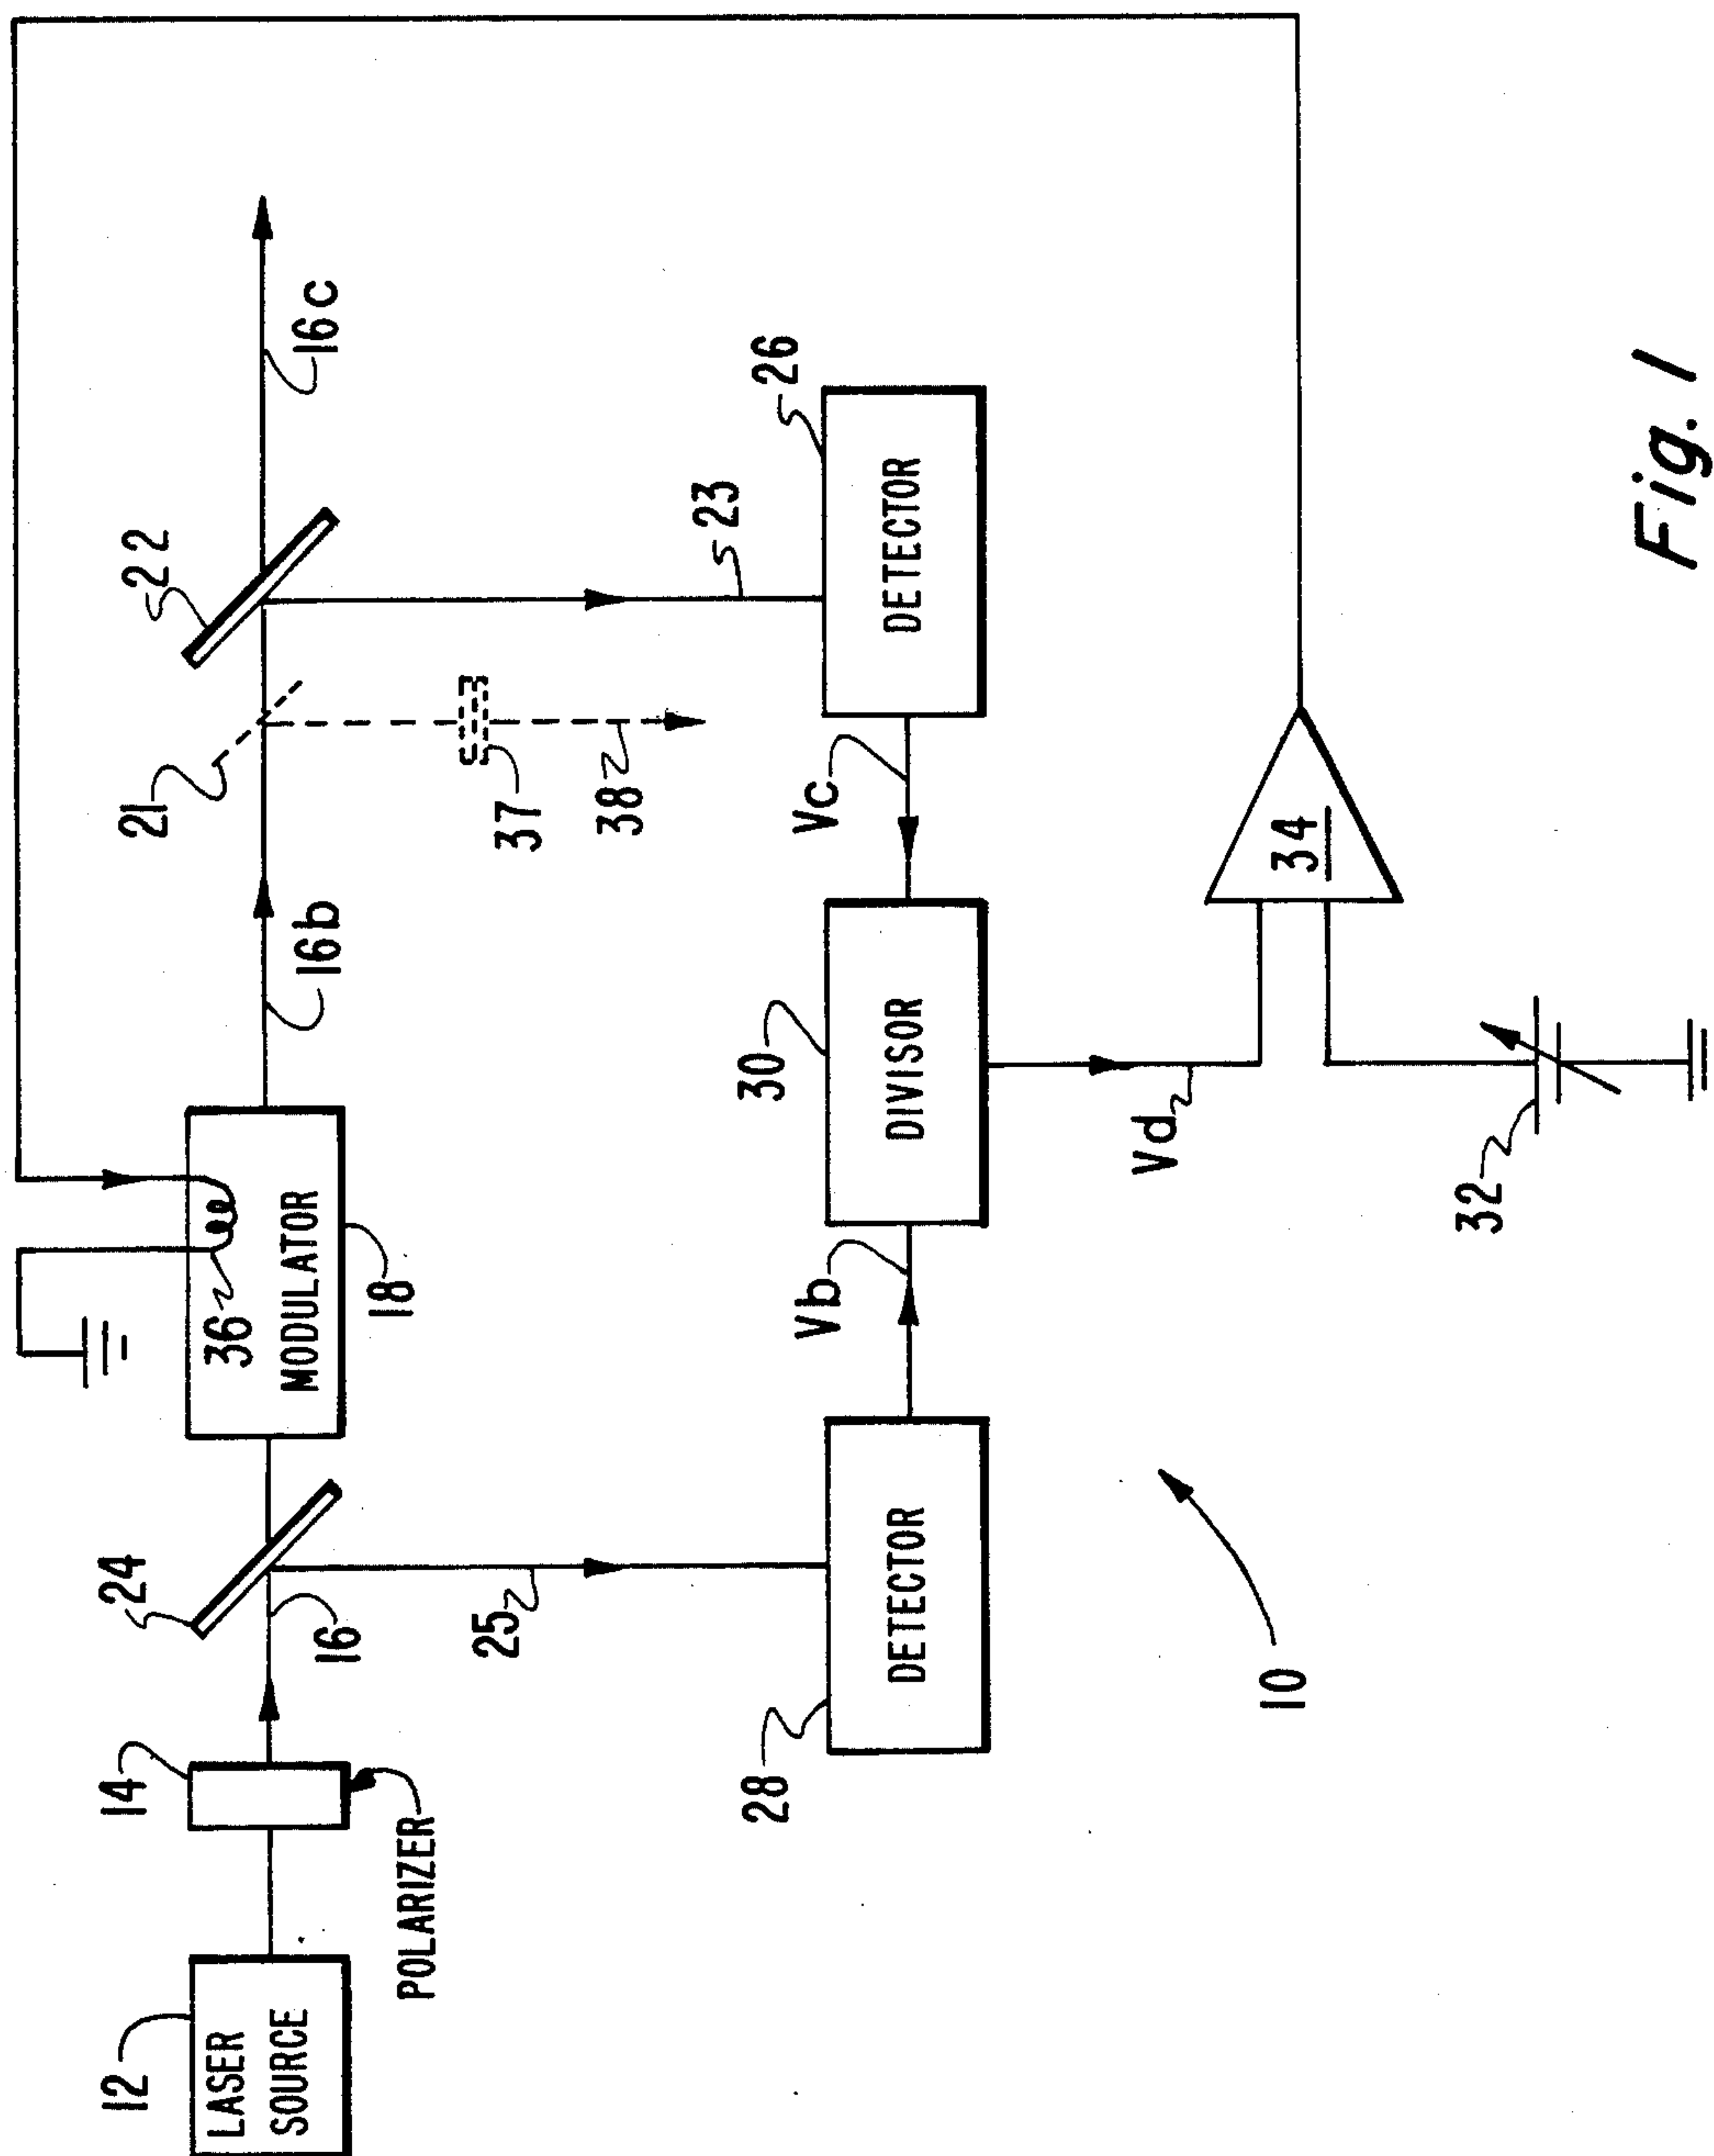 12
LASER
SOURCE
14
POLARIZER
24
16
25
36
MODULATOR
18
16b
21
37
38
22
23
16c
28
DETECTOR
Vb
30
DIVISOR
Vc
26
DETECTOR
Vd
32
34
10
Fig. 1